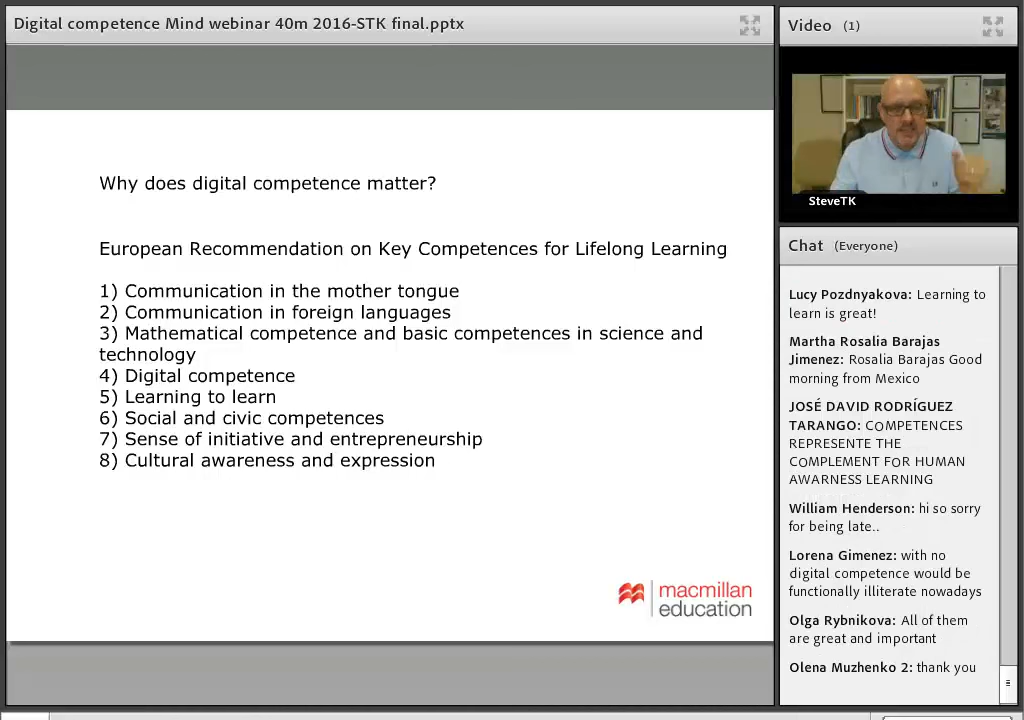 Digital competence Mind webinar 40m 2016-STK final.pptx
Why does digital competence matter?
European Recommendation on Key Competences for Lifelong Learning
1) Communication in the mother tongue
2) Communication in foreign languages
3) Mathematical competence and basic competences in science and
technology
4) Digital competence
5) Learning to learn
6) Social and civic competences
7) Sense of initiative and entrepreneurship
8) Cultural awareness and expression
macmillan
education
Video (1)
SteveTK
Chat (Everyone)
Lucy Pozdnyakova: Learning to
learn is great!
Martha Rosalia Barajas
Jimenez: Rosalia Barajas Good
morning from Mexico
JOSÉ DAVID RODRÍGUEZ
TARANGO: COMPETENCES
REPRESENTE THE
COMPLEMENT FOR HUMAN
AWARNESS LEARNING
William Henderson: hi so sorry
for being late..
Lorena Gimenez: with no
digital competence would be
functionally illiterate nowadays
Olga Rybnikova: All of them
are great and important
Olena Muzhenko 2: thank you